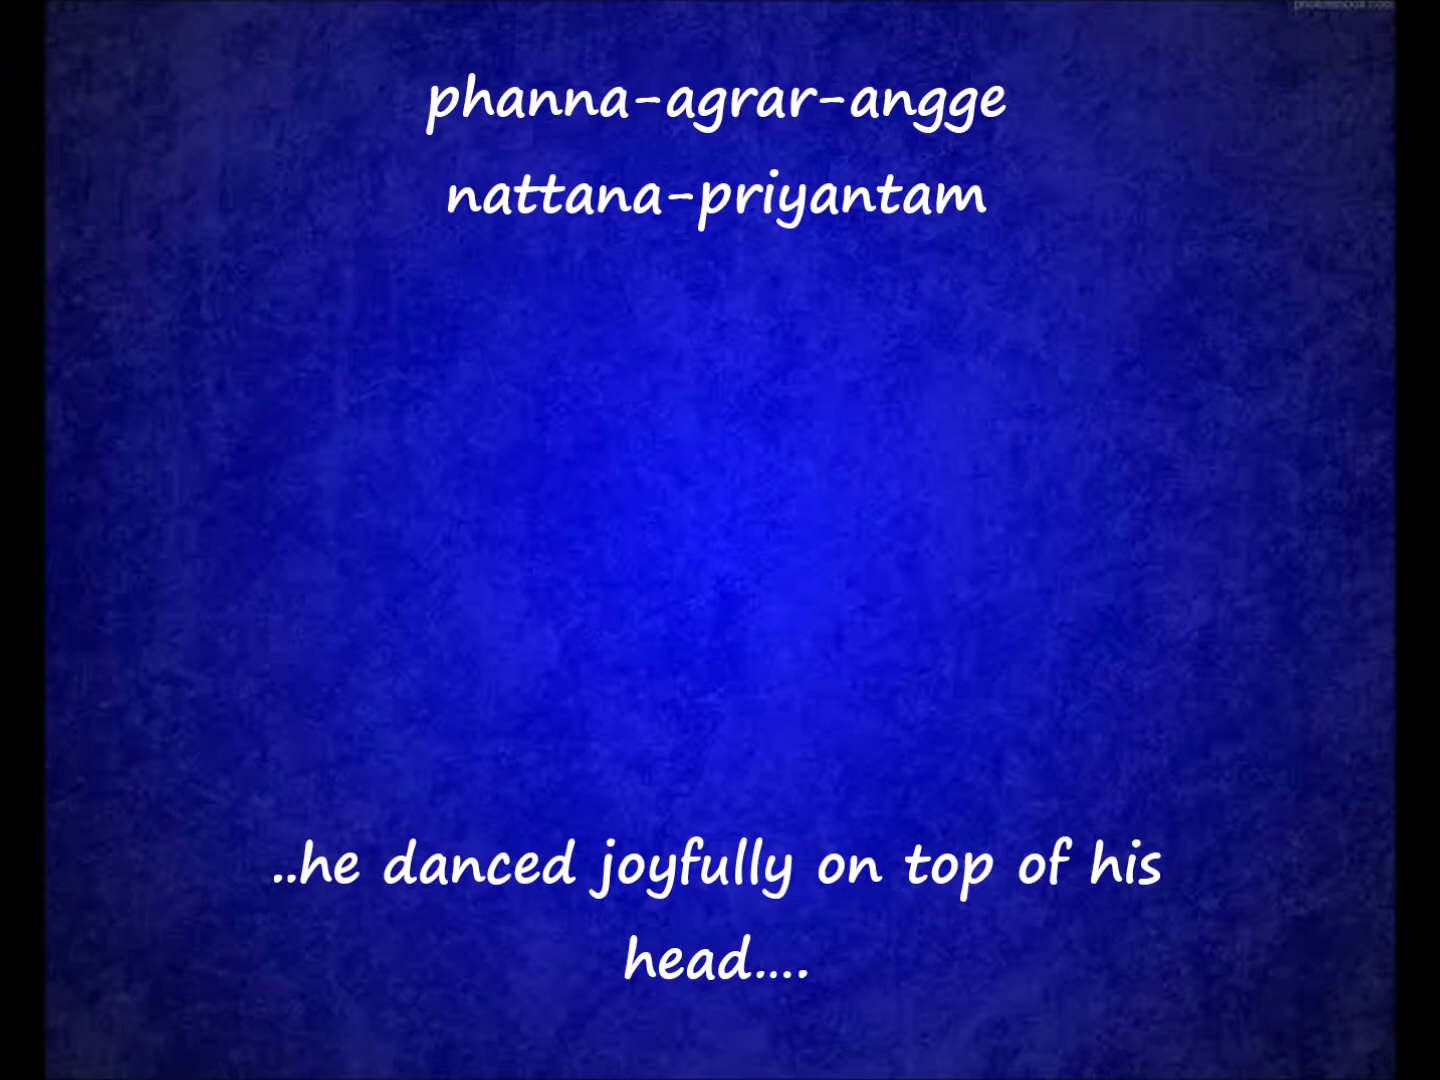 phanna-agrar-angge
nattana-priyantam
..he danced joyfully on top of his
head....